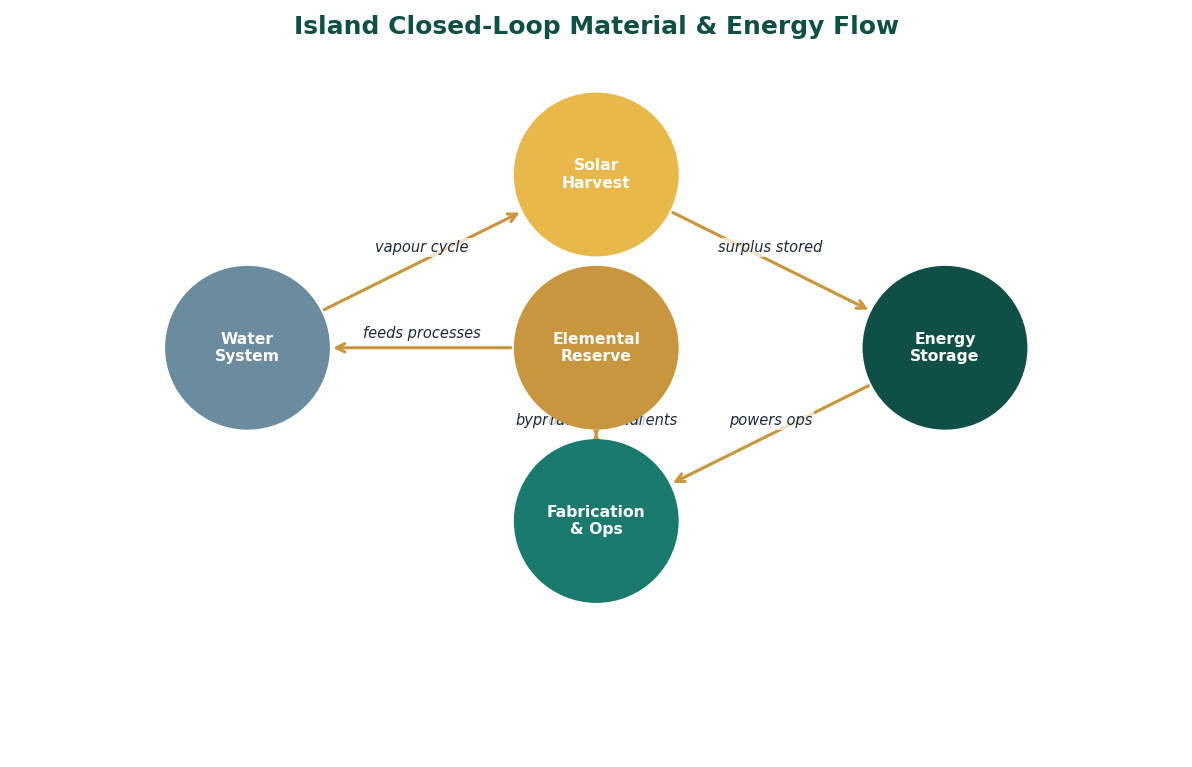 Island Closed-Loop Material & Energy Flow
Solar
Harvest
vapour cycle
surplus stored
Water
System
feeds processes
Elemental
Reserve
Energy
Storage
powers ops
Fabrication
& Ops